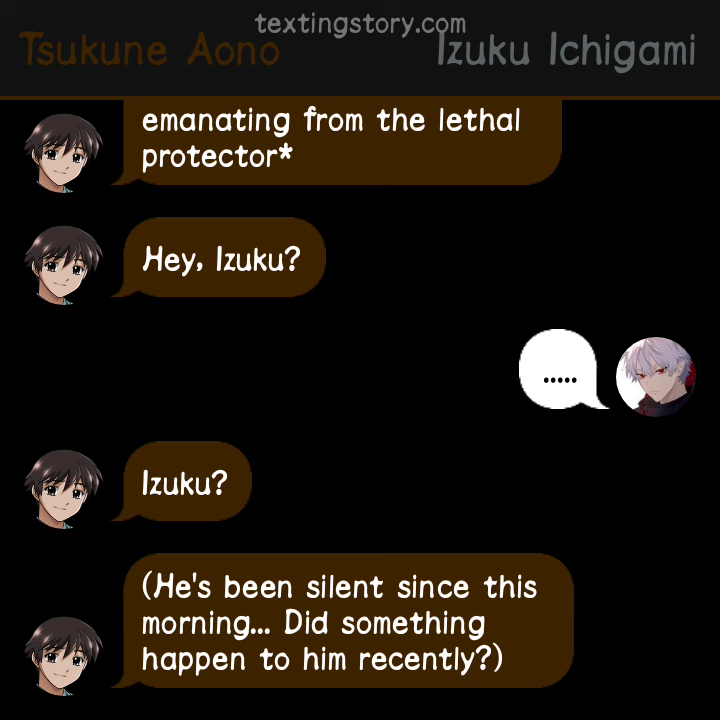 textingstory.com
Tsukune Aono
Izuku Ichigami
emanating from the lethal
protector*
Hey, Izuku?
.....
Izuku?
(He's been silent since this
morning... Did something
happen to him recently?)